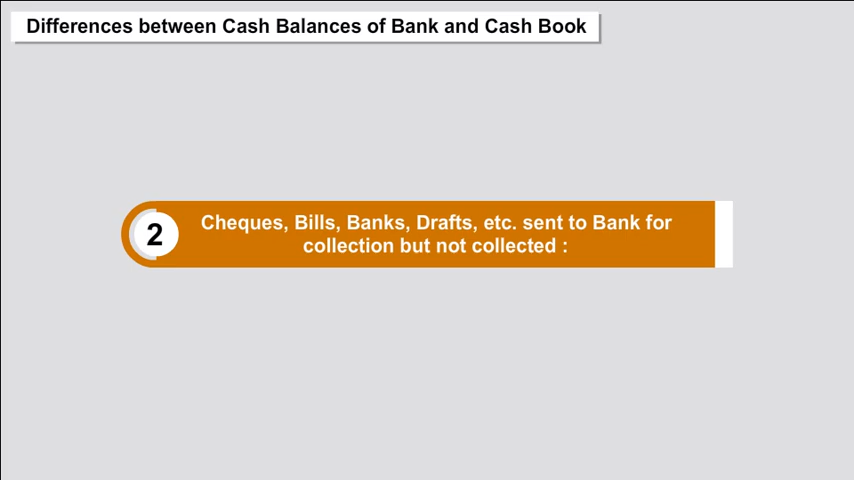 Differences between Cash Balances of Bank and Cash Book
2
Cheques, Bills, Banks, Drafts, etc. sent to Bank for
collection but not collected :